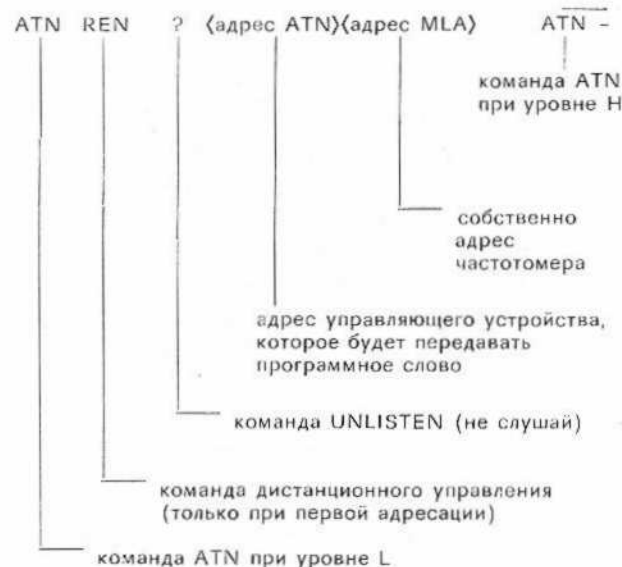 ATN REN ? ⟨адрес ATN⟩⟨адрес MLA⟩ ATN –
команда ATN
при уровне H
собственно
адрес
частотомера
адрес управляющего устройства,
которое будет передавать
программное слово
команда UNLISTEN (не слушай)
команда дистанционного управления
(только при первой адресации)
команда ATN при уровне L